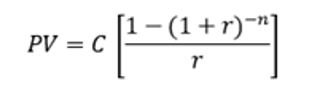 PV = C [1 − (1 + r)⁻ⁿ / r]